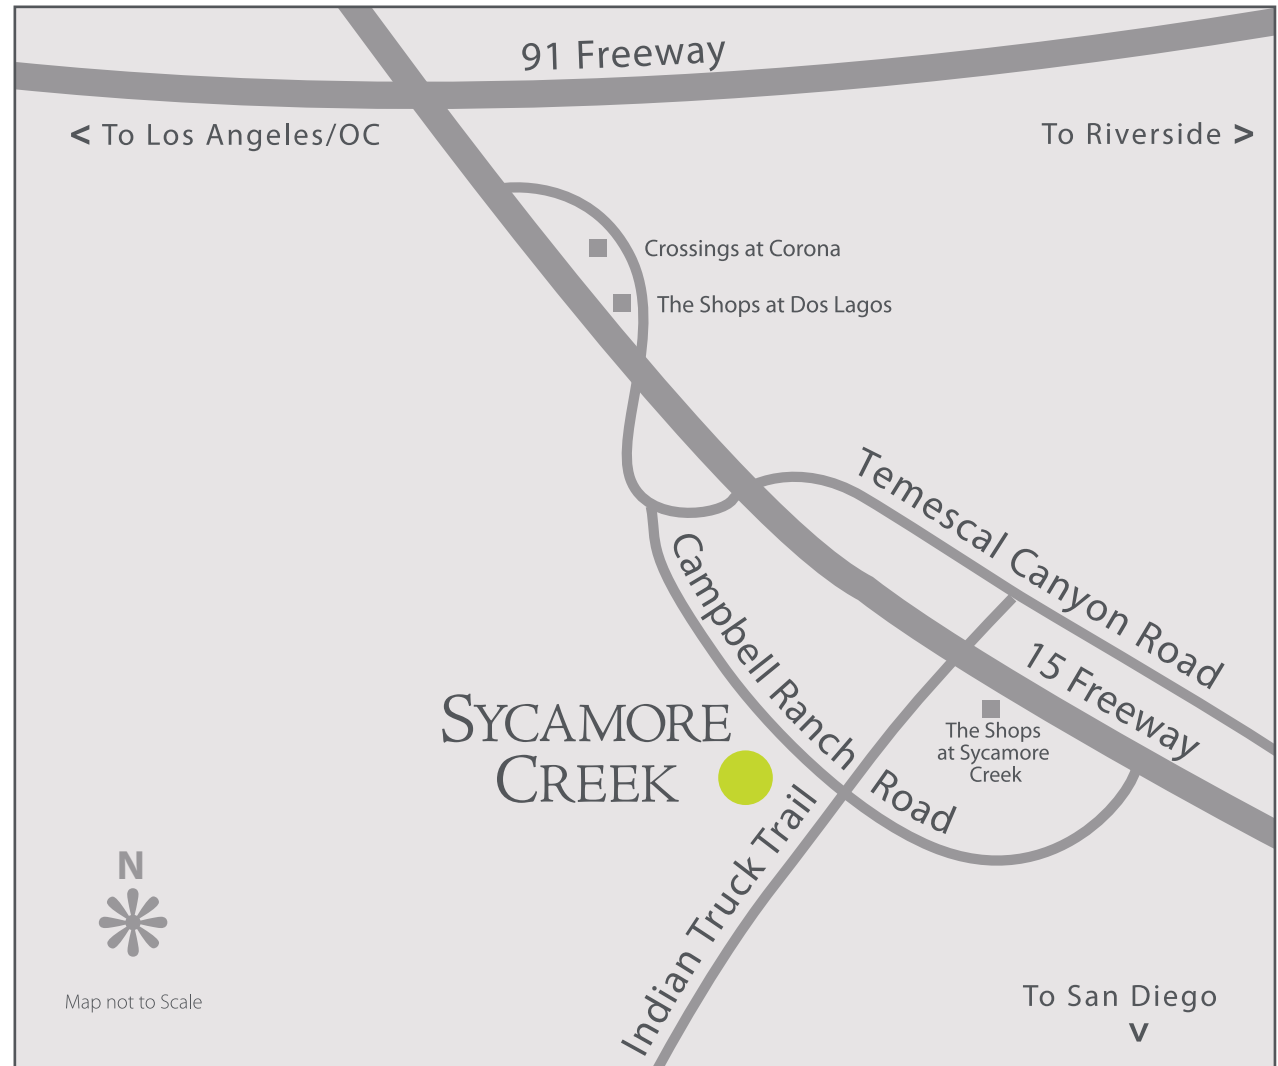 91 Freeway
< To Los Angeles/OC
To Riverside >
Crossings at Corona
The Shops at Dos Lagos
Temescal Canyon Road
Campbell Ranch Road
15 Freeway
SYCAMORE
CREEK
The Shops
at Sycamore
Creek
Indian Truck Trail
N
Map not to Scale
To San Diego
>